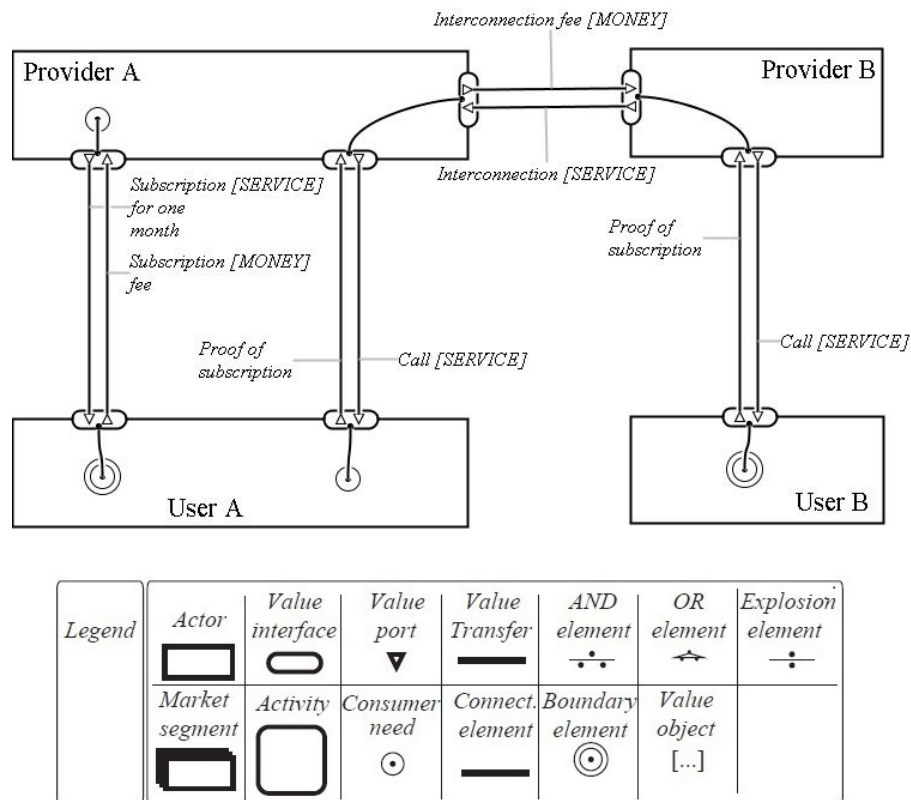 Interconnection fee [MONEY]
Provider A
Provider B
Interconnection [SERVICE]
Subscription [SERVICE]
for one
month
Subscription [MONEY]
fee
Proof of
subscription
Call [SERVICE]
Proof of
subscription
Call [SERVICE]
User A
User B
Legend
Actor
Value
interface
Value
port
Value
Transfer
AND
element
OR
element
Explosion
element
Market
segment
Activity
Consumer
need
Connect.
element
Boundary
element
Value
object
[...]